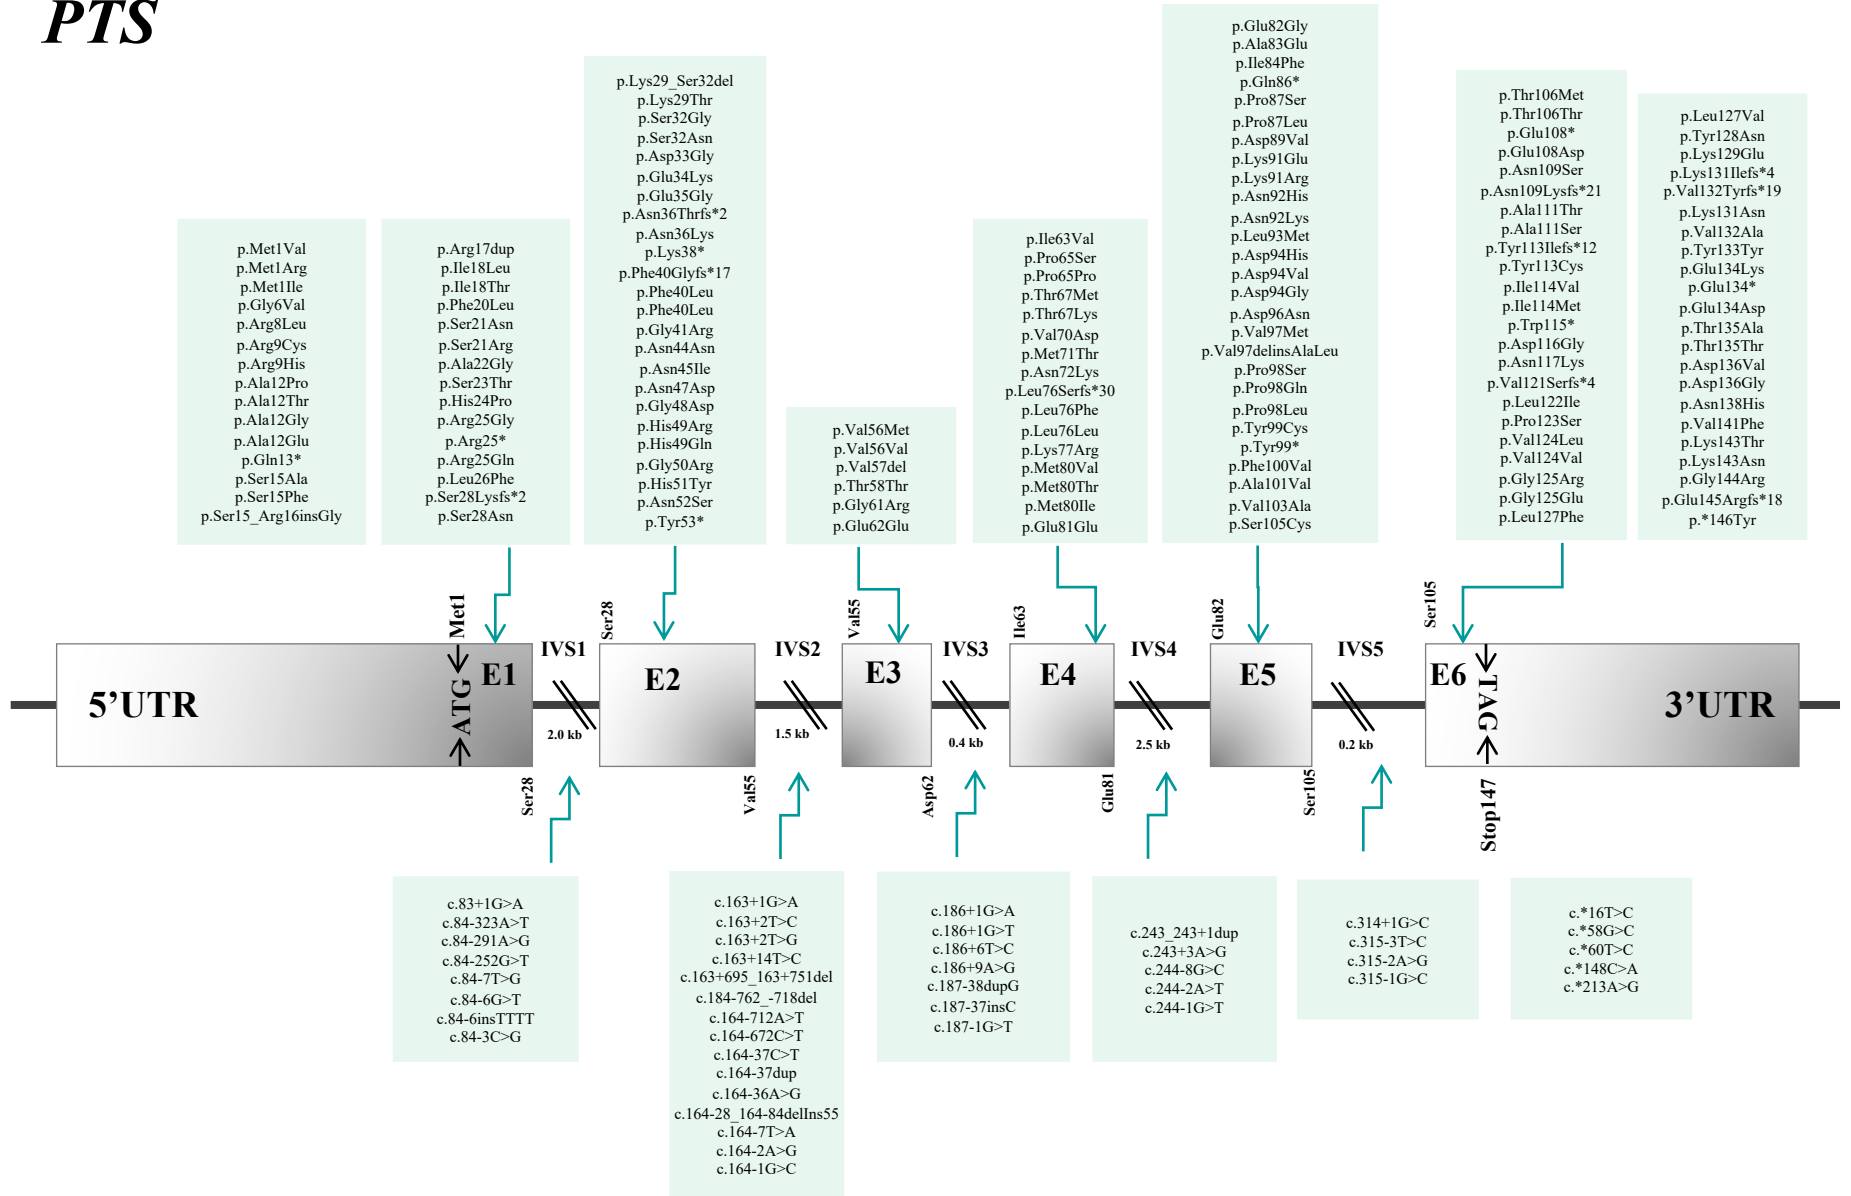 PTS
p.Met1Val
p.Met1Arg
p.Met1Ile
p.Gly6Val
p.Arg8Leu
p.Arg9Cys
p.Arg9His
p.Ala12Pro
p.Ala12Thr
p.Ala12Gly
p.Ala12Glu
p.Gln13*
p.Ser15Ala
p.Ser15Phe
p.Ser15_Arg16insGly
p.Arg17dup
p.Ile18Leu
p.Ile18Thr
p.Phe20Leu
p.Ser21Asn
p.Ser21Arg
p.Ala22Gly
p.Ser23Thr
p.His24Pro
p.Arg25Gly
p.Arg25*
p.Arg25Gln
p.Leu26Phe
p.Ser28Lysfs*2
p.Ser28Asn
p.Lys29_Ser32del
p.Lys29Thr
p.Ser32Gly
p.Ser32Asn
p.Asp33Gly
p.Glu34Lys
p.Glu35Gly
p.Asn36Thrfs*2
p.Asn36Lys
p.Lys38*
p.Phe40Glyfs*17
p.Phe40Leu
p.Phe40Leu
p.Gly41Arg
p.Asn44Asn
p.Asn45Ile
p.Asn47Asp
p.Gly48Asp
p.His49Arg
p.His49Gln
p.Gly50Arg
p.His51Tyr
p.Asn52Ser
p.Tyr53*
p.Val56Met
p.Val56Val
p.Val57del
p.Thr58Thr
p.Gly61Arg
p.Glu62Glu
p.Ile63Val
p.Pro65Ser
p.Pro65Pro
p.Thr67Met
p.Thr67Lys
p.Val70Asp
p.Met71Thr
p.Asn72Lys
p.Leu76Serfs*30
p.Leu76Phe
p.Leu76Leu
p.Lys77Arg
p.Met80Val
p.Met80Thr
p.Met80Ile
p.Glu81Glu
p.Glu82Gly
p.Ala83Glu
p.Ile84Phe
p.Gln86*
p.Pro87Ser
p.Pro87Leu
p.Asp89Val
p.Lys91Glu
p.Lys91Arg
p.Asn92His
p.Asn92Lys
p.Leu93Met
p.Asp94His
p.Asp94Val
p.Asp94Gly
p.Asp96Asn
p.Val97Met
p.Val97delinsAlaLeu
p.Pro98Ser
p.Pro98Gln
p.Pro98Leu
p.Tyr99Cys
p.Tyr99*
p.Phe100Val
p.Ala101Val
p.Val103Ala
p.Ser105Cys
p.Thr106Met
p.Thr106Thr
p.Glu108*
p.Glu108Asp
p.Asn109Ser
p.Asn109Lysfs*21
p.Ala111Thr
p.Ala111Ser
p.Tyr113Ilefs*12
p.Tyr113Cys
p.Ile114Val
p.Ile114Met
p.Trp115*
p.Asp116Gly
p.Asn117Lys
p.Val121Serfs*4
p.Leu122Ile
p.Pro123Ser
p.Val124Leu
p.Val124Val
p.Gly125Arg
p.Gly125Glu
p.Leu127Phe
p.Leu127Val
p.Tyr128Asn
p.Lys129Glu
p.Lys131Ilefs*4
p.Val132Tyrfs*19
p.Lys131Asn
p.Val132Ala
p.Tyr133Tyr
p.Glu134Lys
p.Glu134*
p.Glu134Asp
p.Thr135Ala
p.Thr135Thr
p.Asp136Val
p.Asp136Gly
p.Asn138His
p.Val141Phe
p.Lys143Thr
p.Lys143Asn
p.Gly144Arg
p.Glu145Argfs*18
p.*146Tyr
5’UTR
Met1
ATG
E1
Ser28
IVS1
2.0 kb
Ser28
E2
Val55
IVS2
1.5 kb
Val55
E3
Asp62
IVS3
0.4 kb
Ile63
E4
Glu81
IVS4
2.5 kb
Glu82
E5
Ser105
IVS5
0.2 kb
Ser105
E6
TAG
Stop147
3’UTR
c.83+1G>A
c.84-323A>T
c.84-291A>G
c.84-252G>T
c.84-7T>G
c.84-6G>T
c.84-6insTTTT
c.84-3C>G
c.163+1G>A
c.163+2T>C
c.163+2T>G
c.163+14T>C
c.163+695_163+751del
c.184-762_-718del
c.164-712A>T
c.164-672C>T
c.164-37C>T
c.164-37dup
c.164-36A>G
c.164-28_164-84delIns55
c.164-7T>A
c.164-2A>G
c.164-1G>C
c.186+1G>A
c.186+1G>T
c.186+6T>C
c.186+9A>G
c.187-38dupG
c.187-37insC
c.187-1G>T
c.243_243+1dup
c.243+3A>G
c.244-8G>C
c.244-2A>T
c.244-1G>T
c.314+1G>C
c.315-3T>C
c.315-2A>G
c.315-1G>C
c.*16T>C
c.*58G>C
c.*60T>C
c.*148C>A
c.*213A>G